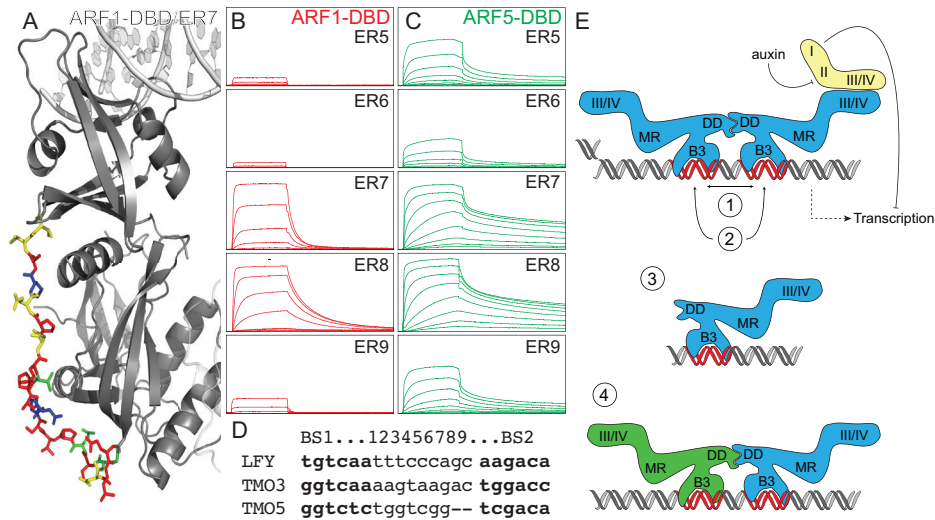 A
ARF1-DBD/ER7
B
ARF1-DBD
ER5
ER6
ER7
ER8
ER9
C
ARF5-DBD
ER5
ER6
ER7
ER8
ER9
D
BS1...123456789...BS2
LFY tgtcaatttcccagc aagaca
TMO3 ggtcaaaagtaagac tggacc
TMO5 ggtctctggtcgg-- tcgaca
E
auxin
I
II
III/IV
III/IV
MR
DD
DD
MR
III/IV
B3
B3
1
2
Transcription
3
III/IV
DD
MR
B3
4
III/IV
MR
DD
DD
MR
III/IV
B3
B3